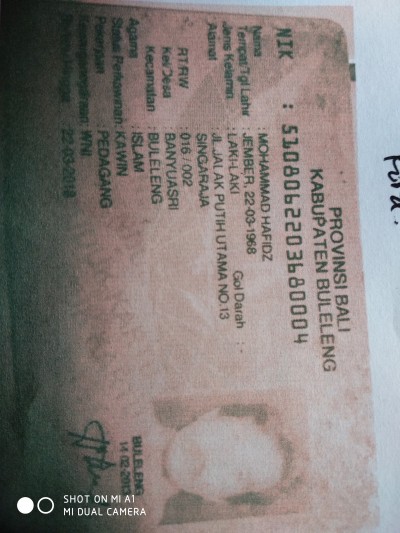 PROVINSI BALI
KABUPATEN BULELENG
NIK : 5108062203680004
Nama : MOHAMMAD HAFIDZ
Tempat/Tgl Lahir : JEMBER, 22-03-1968
Jenis Kelamin : LAKI-LAKI Gol Darah : -
Alamat : JL.JALAK PUTIH UTAMA NO.13
SINGARAJA
RT/RW : 016 / 002
Kel/Desa : BANYUASRI
Kecamatan : BULELENG
Agama : ISLAM
Status Perkawinan: KAWIN
Pekerjaan : PEDAGANG
Kewarganegaraan: WNI
Berlaku Hingga : 22-03-2018
BULELENG
14-02-2013
SHOT ON MI A1
MI DUAL CAMERA